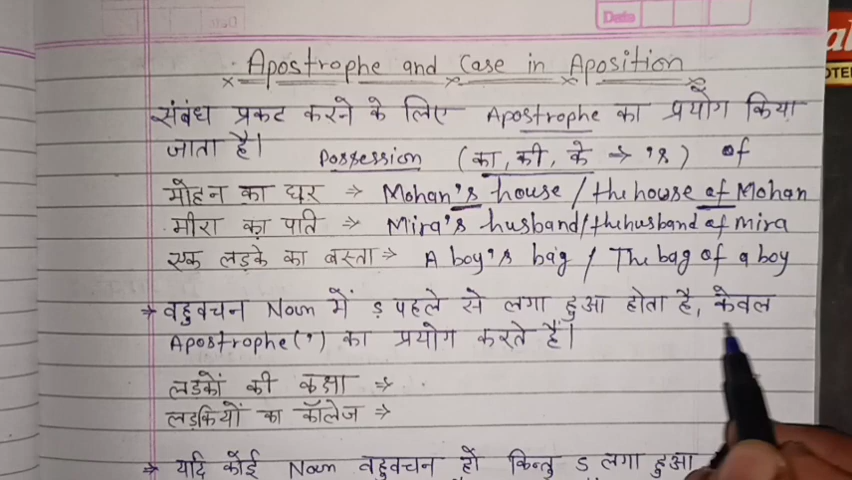 Date
Apostrophe and Case in Aposition
संबंध प्रकट करने के लिए Apostrophe का प्रयोग किया
जाता है। Possession (का, की, के → 's) of
मोहन का घर → Mohan's house / the house of Mohan
मीरा का पति → Mira's husband/the husband of mira
एक लड़के का बस्ता → A boy's bag / The bag of a boy
→ बहुवचन Noun में s पहले से लगा हुआ होता है, केवल
Apostrophe(') का प्रयोग करते हैं।
लडकों की कक्षा →
लड़कियों का कॉलेज →
→ यदि कोई Noun बहुवचन हो किन्तु s लगा हुआ